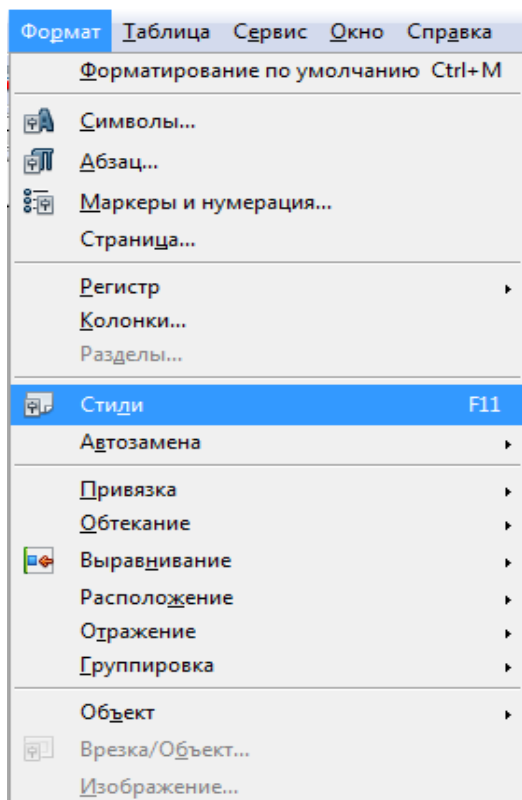 Формат Таблица Сервис Окно Справка
Форматирование по умолчанию Ctrl+M
Символы...
Абзац...
Маркеры и нумерация...
Страница...
Регистр
Колонки...
Разделы...
Стили F11
Автозамена
Привязка
Обтекание
Выравнивание
Расположение
Отражение
Группировка
Объект
Врезка/Объект...
Изображение...